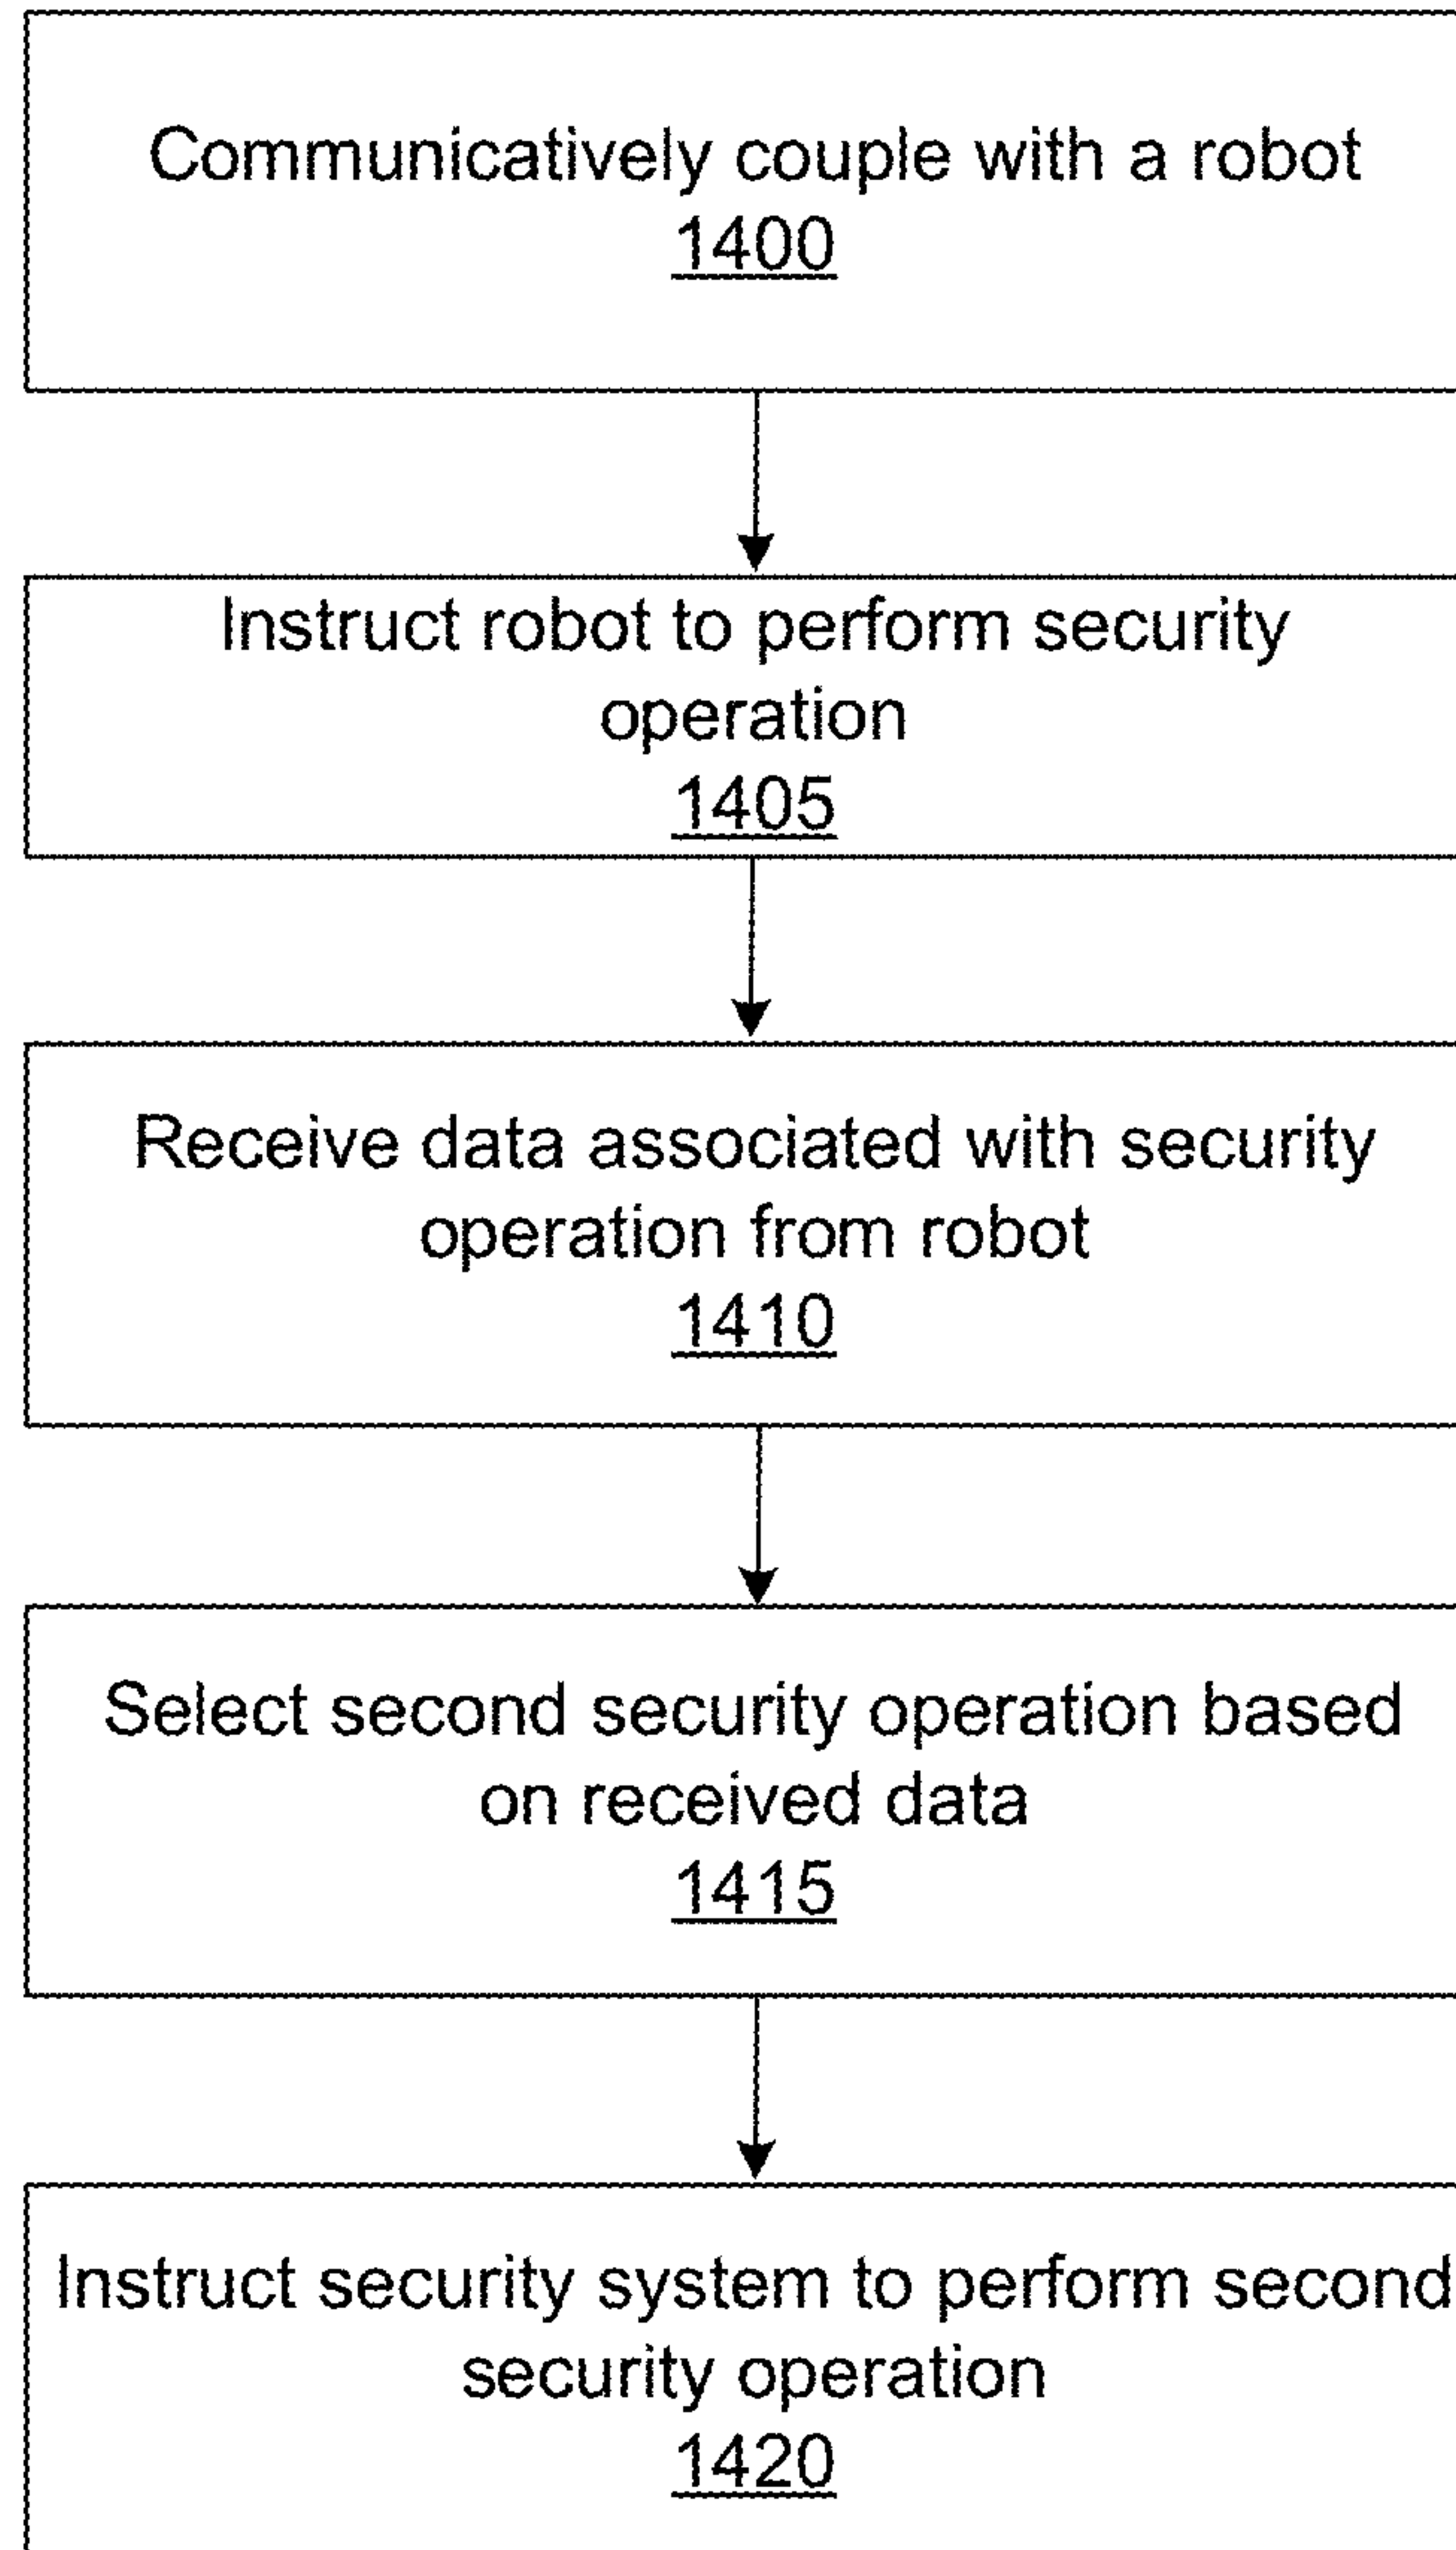 Communicatively couple with a robot
1400
Instruct robot to perform security
operation
1405
Receive data associated with security
operation from robot
1410
Select second security operation based
on received data
1415
Instruct security system to perform second
security operation
1420